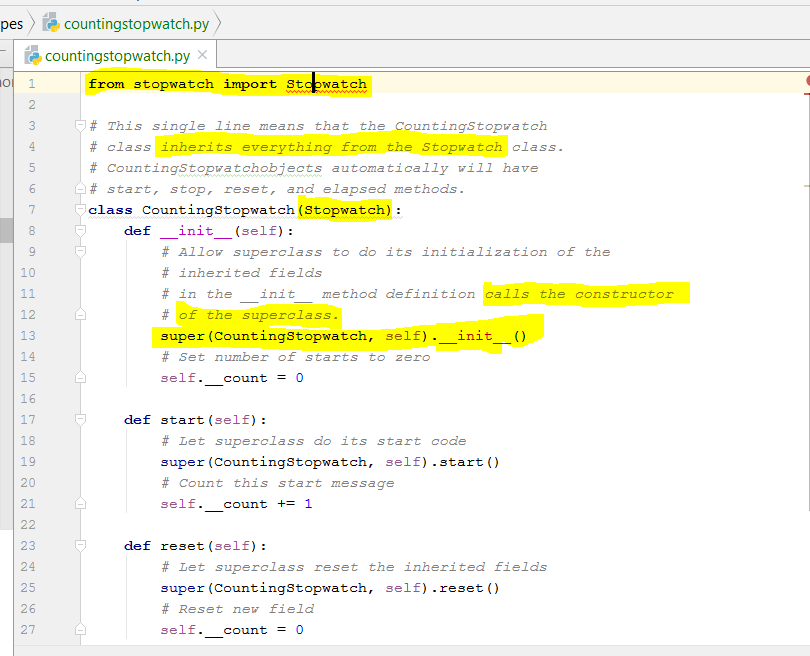 pes countingstopwatch.py
countingstopwatch.py
1 from stopwatch import Stopwatch
2
3 # This single line means that the CountingStopwatch
4 # class inherits everything from the Stopwatch class.
5 # CountingStopwatchobjects automatically will have
6 # start, stop, reset, and elapsed methods.
7 class CountingStopwatch(Stopwatch):
8 def __init__(self):
9 # Allow superclass to do its initialization of the
10 # inherited fields
11 # in the __init__ method definition calls the constructor
12 # of the superclass.
13 super(CountingStopwatch, self).__init__()
14 # Set number of starts to zero
15 self.__count = 0
16
17 def start(self):
18 # Let superclass do its start code
19 super(CountingStopwatch, self).start()
20 # Count this start message
21 self.__count += 1
22
23 def reset(self):
24 # Let superclass reset the inherited fields
25 super(CountingStopwatch, self).reset()
26 # Reset new field
27 self.__count = 0